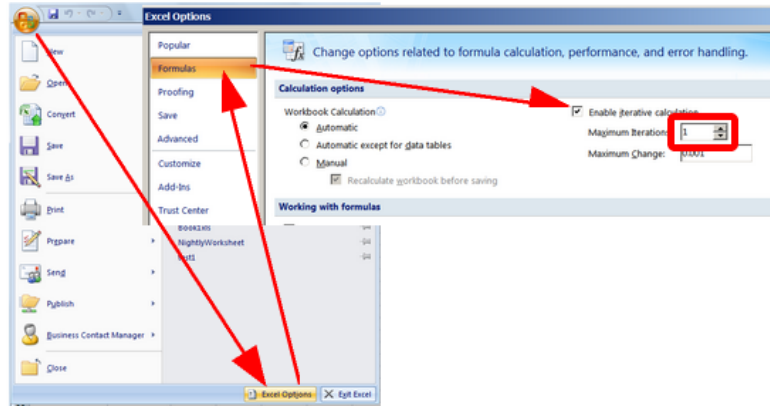 Excel Options
New
Open
Convert
Save
Save As
Print
Prepare
Send
Publish
Business Contact Manager
Close
Popular
Formulas
Proofing
Save
Advanced
Customize
Add-Ins
Trust Center
Change options related to formula calculation, performance, and error handling.
Calculation options
Workbook Calculation
Automatic
Automatic except for data tables
Manual
Recalculate workbook before saving
Enable iterative calculation
Maximum Iterations: 1
Maximum Change: 0.001
Working with formulas
NightlyWorksheet
Excel Options
Exit Excel